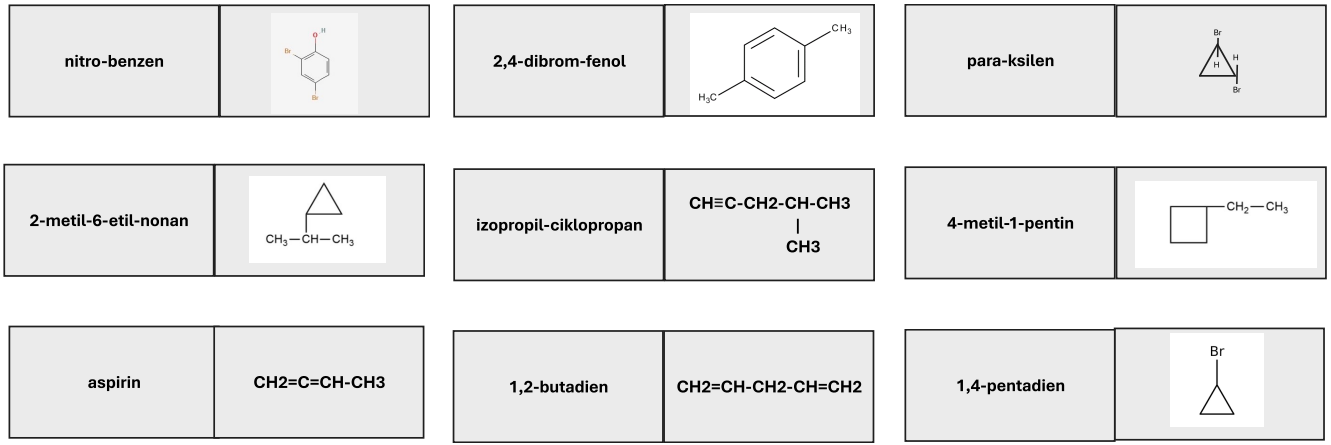 nitro-benzen
O H
Br
Br
2,4-dibrom-fenol
CH₃
H₃C
para-ksilen
Br
H
H
Br
2-metil-6-etil-nonan
CH₃—CH—CH₃
izopropil-ciklopropan
CH≡C-CH2-CH-CH3
|
CH3
4-metil-1-pentin
CH₂—CH₃
aspirin
CH2=C=CH-CH3
1,2-butadien
CH2=CH-CH2-CH=CH2
1,4-pentadien
Br